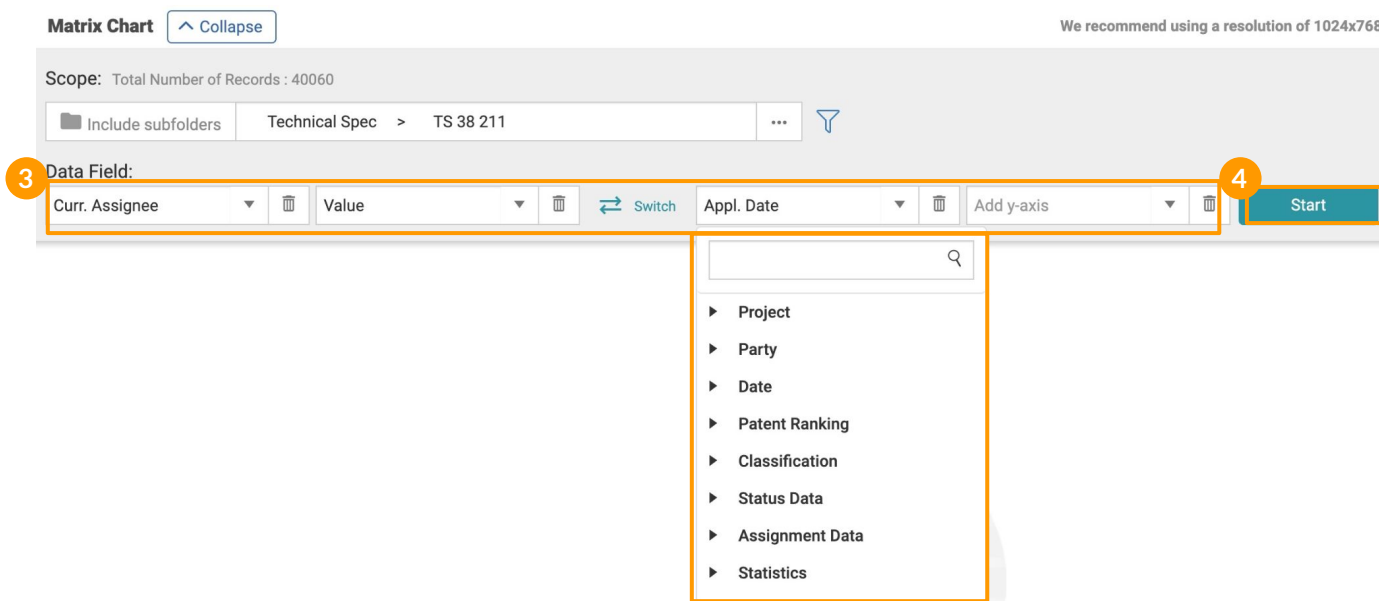 Matrix Chart Collapse We recommend using a resolution of 1024x768
Scope: Total Number of Records : 40060
Include subfolders Technical Spec > TS 38 211 ...
Data Field:
3 4
Curr. Assignee Value Switch Appl. Date Add y-axis Start
Project
Party
Date
Patent Ranking
Classification
Status Data
Assignment Data
Statistics